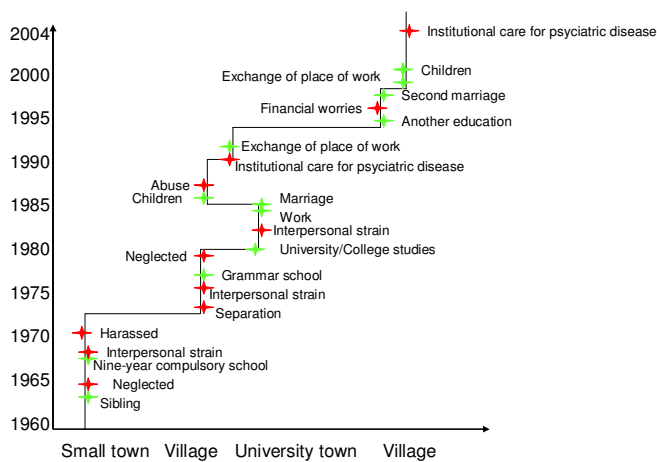 2004
Institutional care for psychiatric disease
Children
2000
Exchange of place of work
Second marriage
Financial worries
1995
Another education
Exchange of place of work
1990
Institutional care for psychiatric disease
Abuse
Children
Marriage
1985
Work
Interpersonal strain
1980
University/College studies
Neglected
Grammar school
1975
Interpersonal strain
Separation
1970
Harassed
Interpersonal strain
Nine-year compulsory school
1965
Neglected
Sibling
1960
Small town Village University town Village